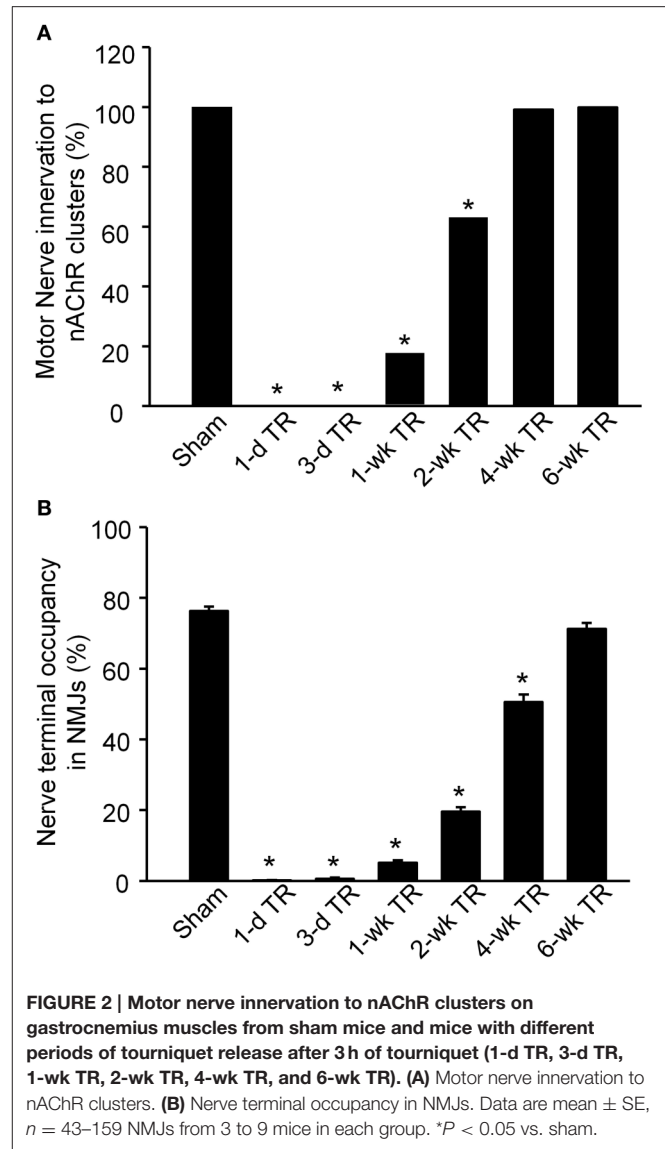 A
120
100
80
60
40
20
0
Motor Nerve innervation to
nAChR clusters (%)
*
*
*
*
Sham
1-d TR
3-d TR
1-wk TR
2-wk TR
4-wk TR
6-wk TR
B
100
80
60
40
20
0
Nerve terminal occupancy
in NMJs (%)
*
*
*
*
*
Sham
1-d TR
3-d TR
1-wk TR
2-wk TR
4-wk TR
6-wk TR
FIGURE 2 | Motor nerve innervation to nAChR clusters on
gastrocnemius muscles from sham mice and mice with different
periods of tourniquet release after 3 h of tourniquet (1-d TR, 3-d TR,
1-wk TR, 2-wk TR, 4-wk TR, and 6-wk TR). (A) Motor nerve innervation to
nAChR clusters. (B) Nerve terminal occupancy in NMJs. Data are mean ± SE,
n = 43–159 NMJs from 3 to 9 mice in each group. *P < 0.05 vs. sham.